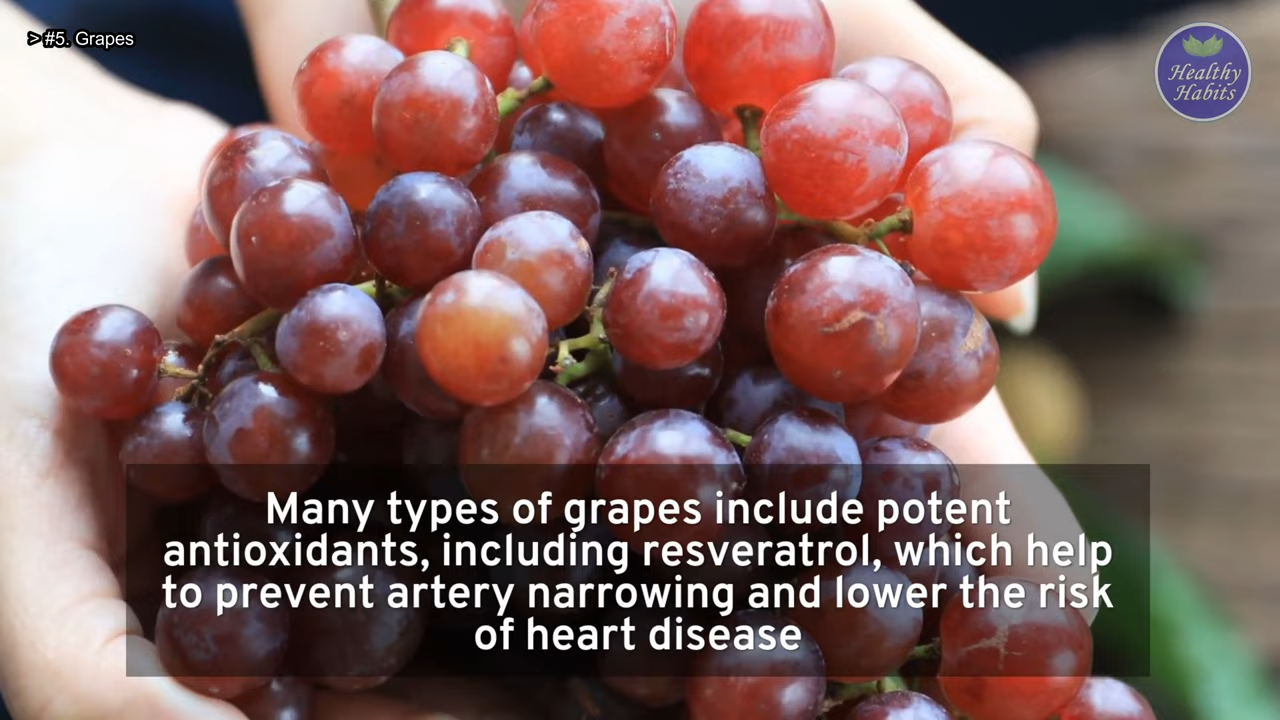 > #5. Grapes
Healthy
Habits
Many types of grapes include potent
antioxidants, including resveratrol, which help
to prevent artery narrowing and lower the risk
of heart disease